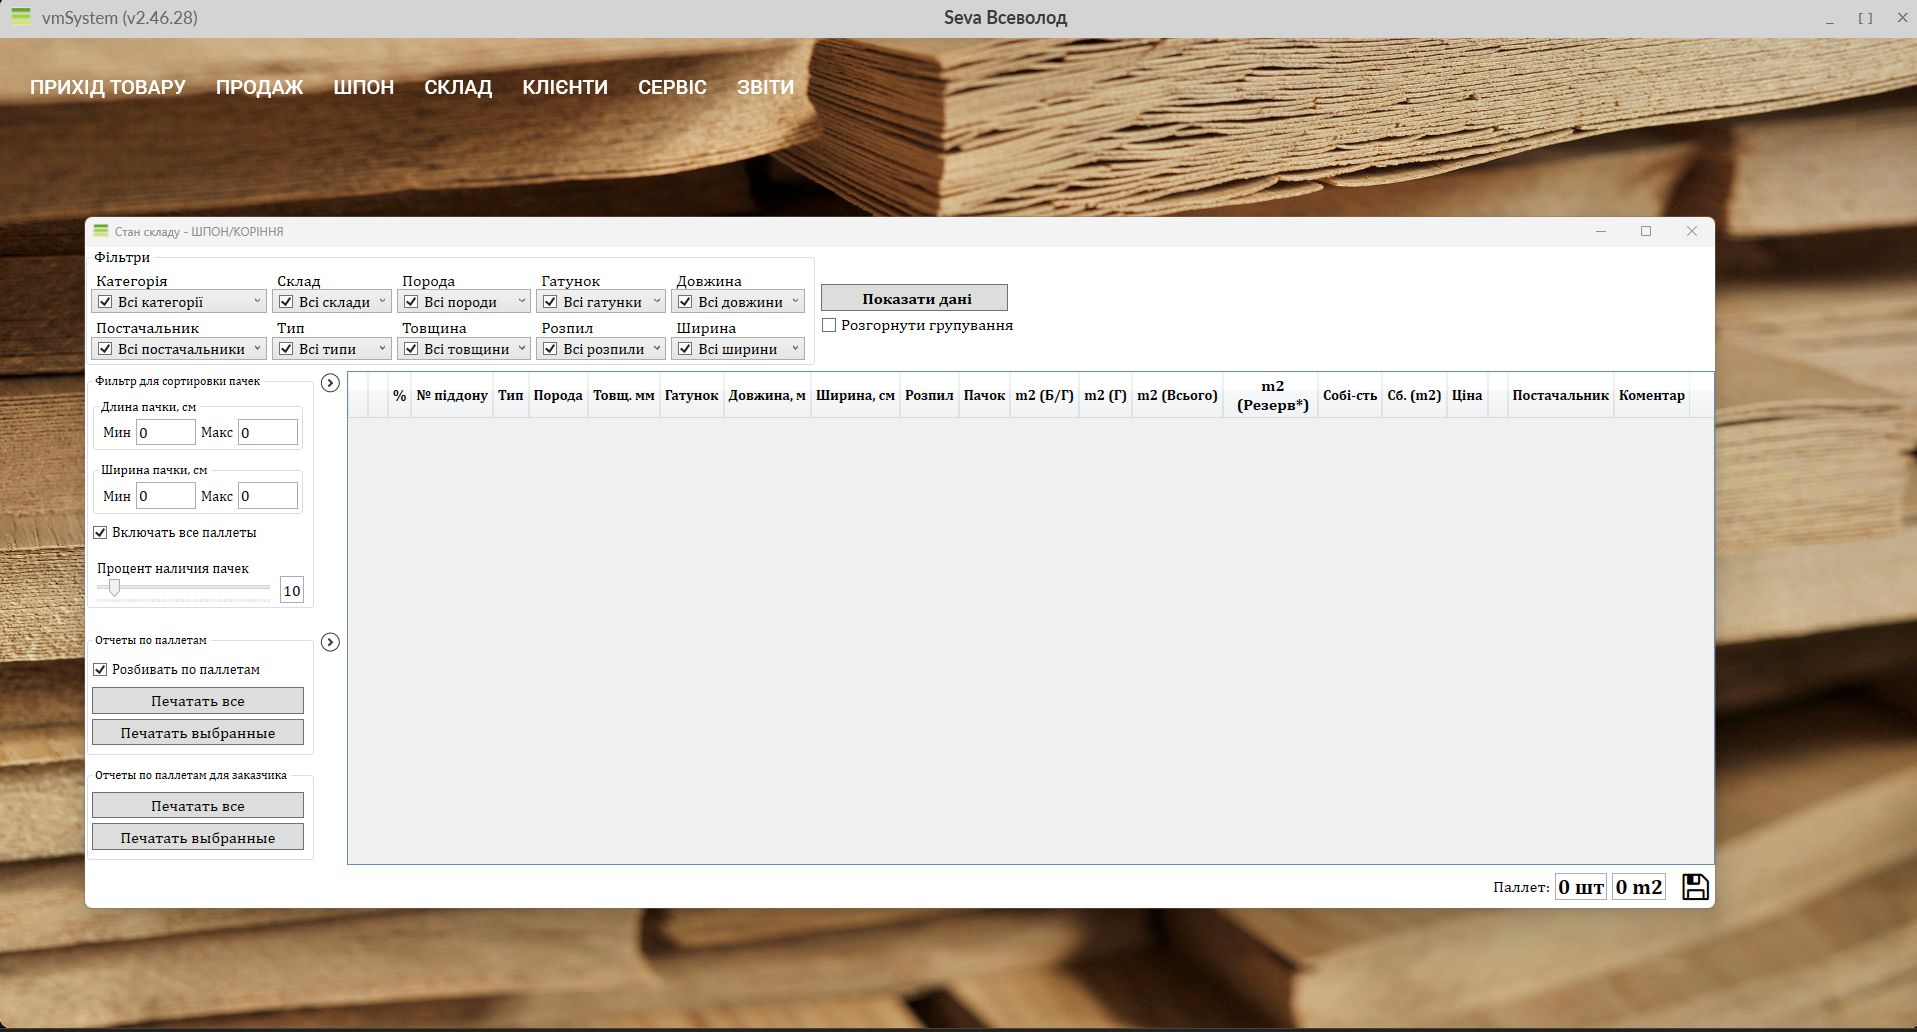 vmSystem (v2.46.28)
Seva Всеволод
ПРИХІД ТОВАРУ ПРОДАЖ ШПОН СКЛАД КЛІЄНТИ СЕРВІС ЗВІТИ
Стан складу - ШПОН/КОРІННЯ
Фільтри
Категорія Склад Порода Гатунок Довжина
Всі категорії Всі склади Всі породи Всі гатунки Всі довжини
Показати дані
Розгорнути групування
Постачальник Тип Товщина Розпил Ширина
Всі постачальники Всі типи Всі товщини Всі розпили Всі ширини
Фильтр для сортировки пачек
Длина пачки, см
Мин 0 Макс 0
Ширина пачки, см
Мин 0 Макс 0
Включать все паллеты
Процент наличия пачек
10
Отчеты по паллетам
Розбивать по паллетам
Печатать все
Печатать выбранные
Отчеты по паллетам для заказчика
Печатать все
Печатать выбранные
% № піддону Тип Порода Товщ. мм Гатунок Довжина, м Ширина, см Розпил Пачок m2 (Б/Г) m2 (Г) m2 (Всього) m2 (Резерв*) Собі-сть Сб. (m2) Ціна Постачальник Коментар
Паллет: 0 шт 0 m2